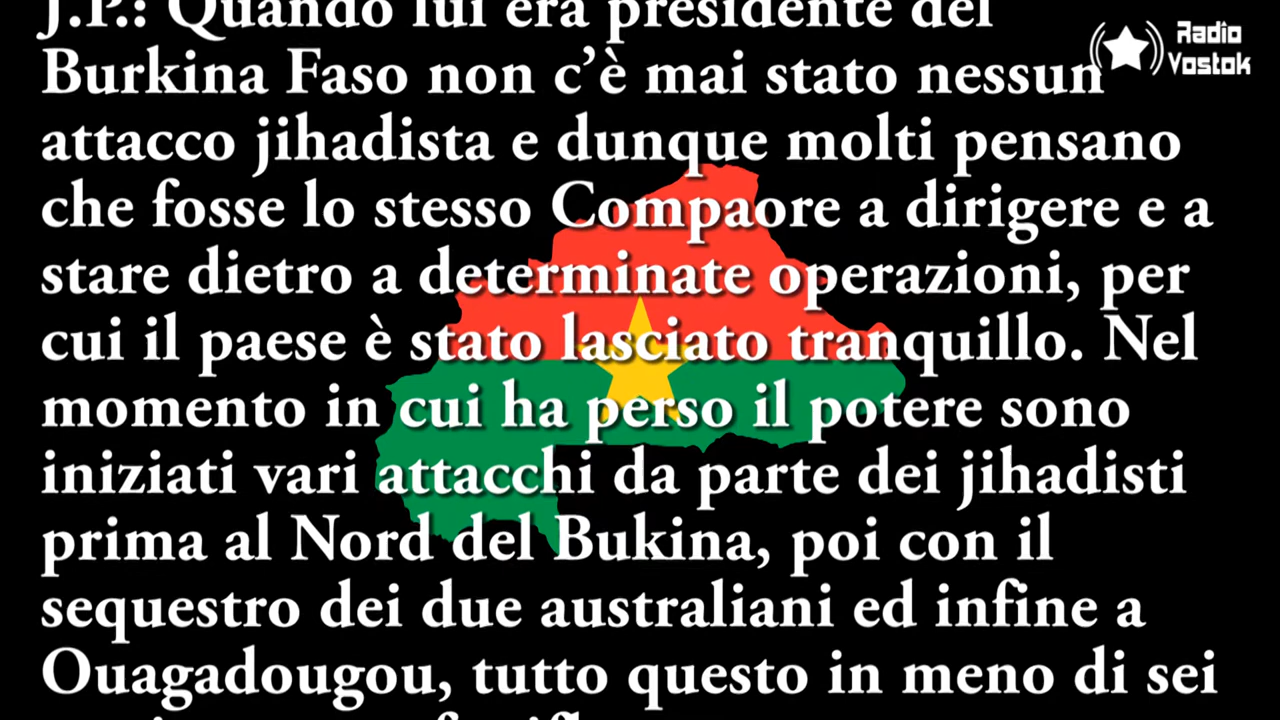 J.P.: Quando lui era presidente del
Burkina Faso non c’è mai stato nessun
attacco jihadista e dunque molti pensano
che fosse lo stesso Compaore a dirigere e a
stare dietro a determinate operazioni, per
cui il paese è stato lasciato tranquillo. Nel
momento in cui ha perso il potere sono
iniziati vari attacchi da parte dei jihadisti
prima al Nord del Bukina, poi con il
sequestro dei due australiani ed infine a
Ouagadougou, tutto questo in meno di sei
Radio
Vostok